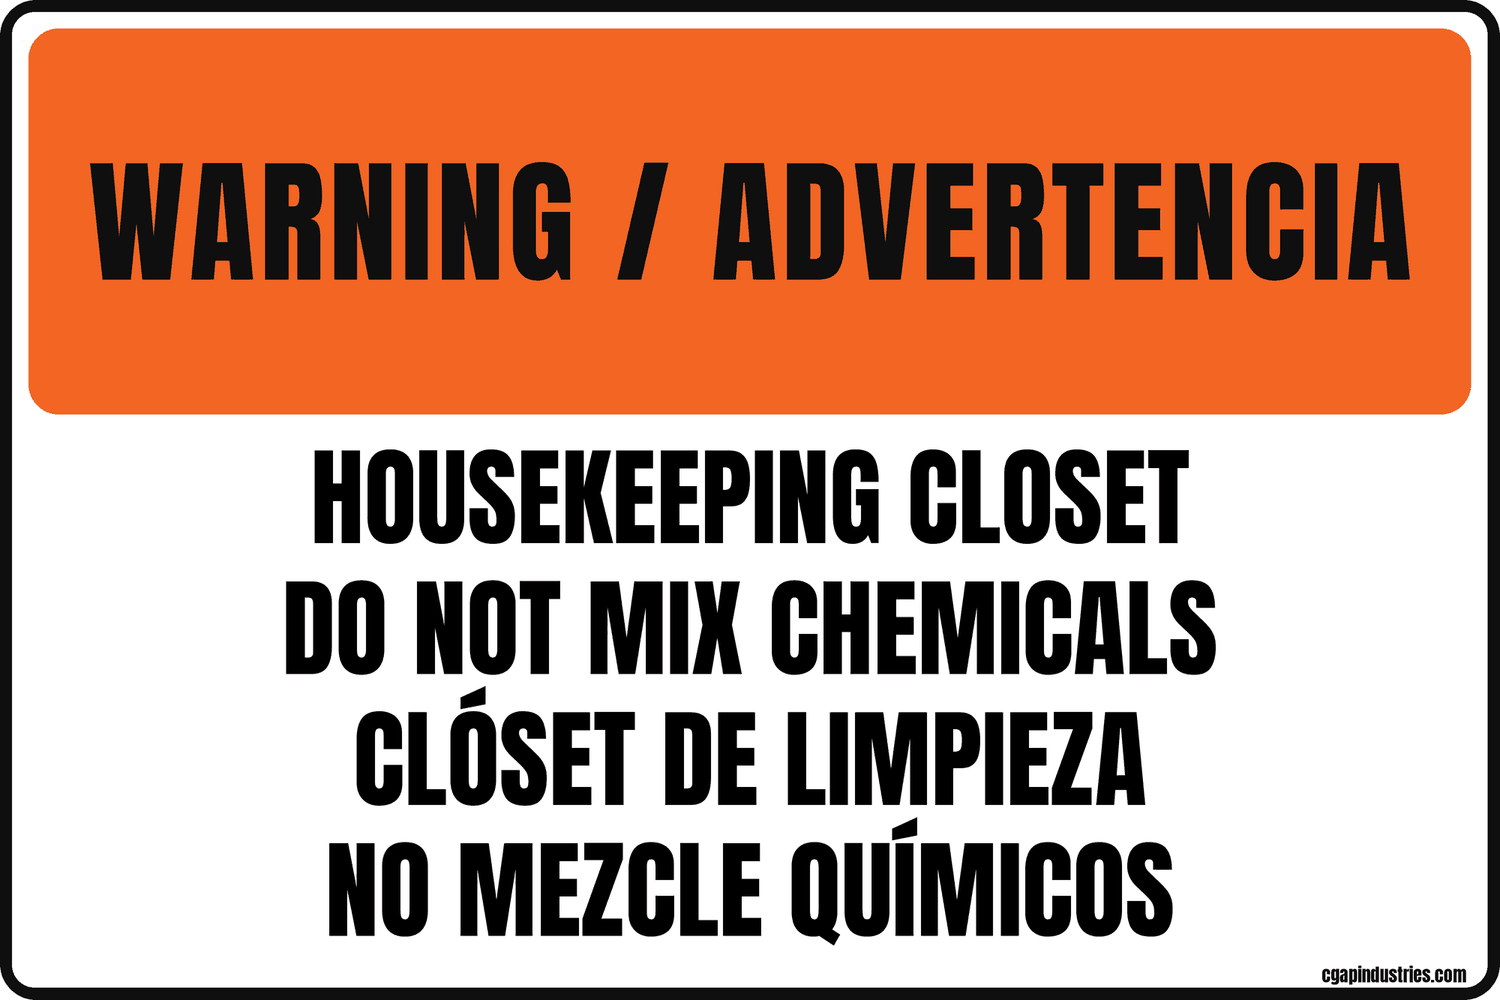 WARNING / ADVERTENCIA
HOUSEKEEPING CLOSET
DO NOT MIX CHEMICALS
CLÓSET DE LIMPIEZA
NO MEZCLE QUÍMICOS
cgapindustries.com